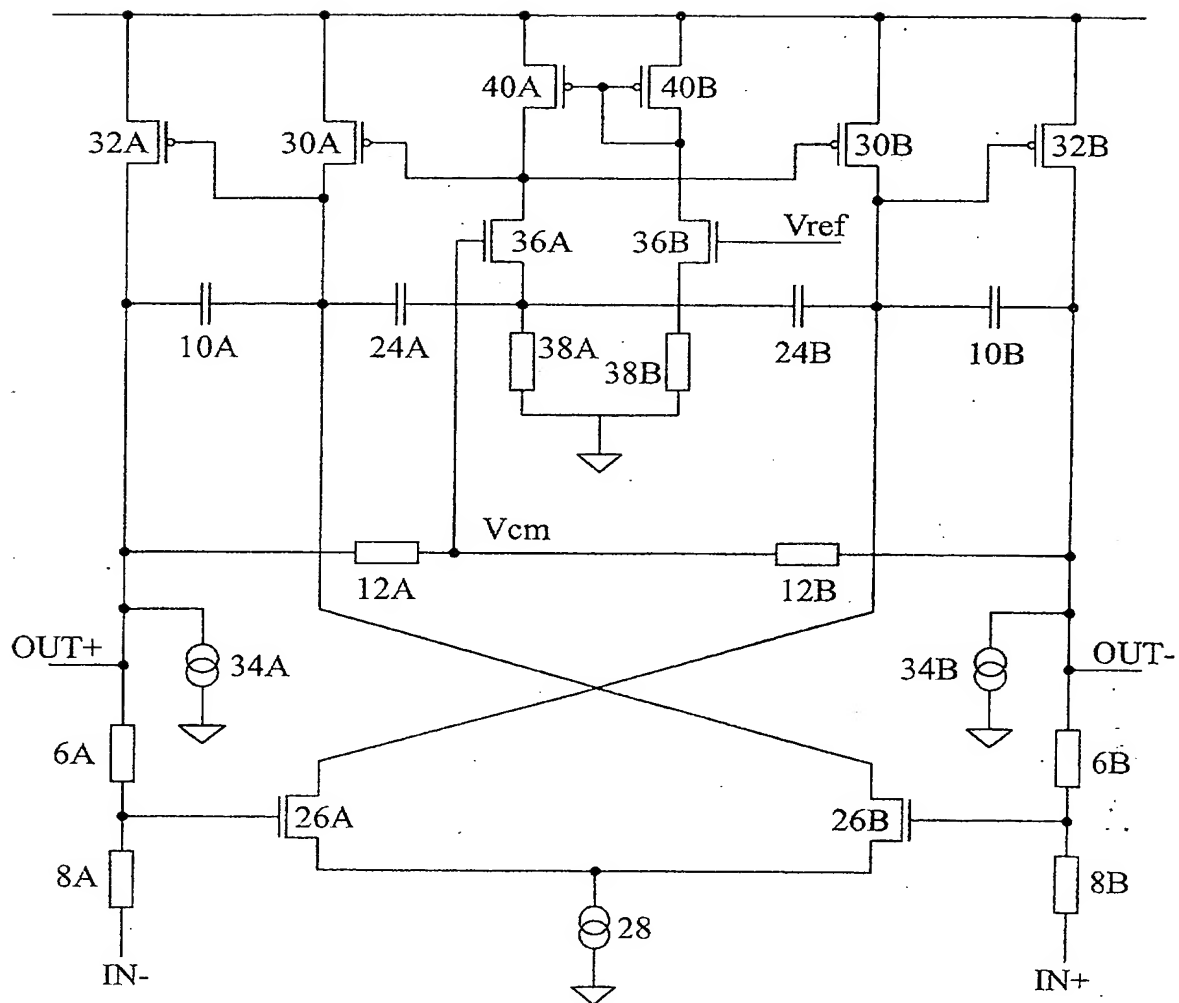 40A 40B
32A 30A 30B 32B
36A 36B Vref
10A 24A 38A 38B 24B 10B
Vcm
12A 12B
OUT+ 34A 34B OUT-
6A 6B
26A 26B
8A 8B
28
IN- IN+